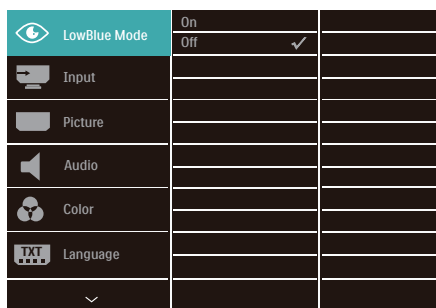 LowBlue Mode
On
Off
Input
Picture
Audio
Color
TXT
Language